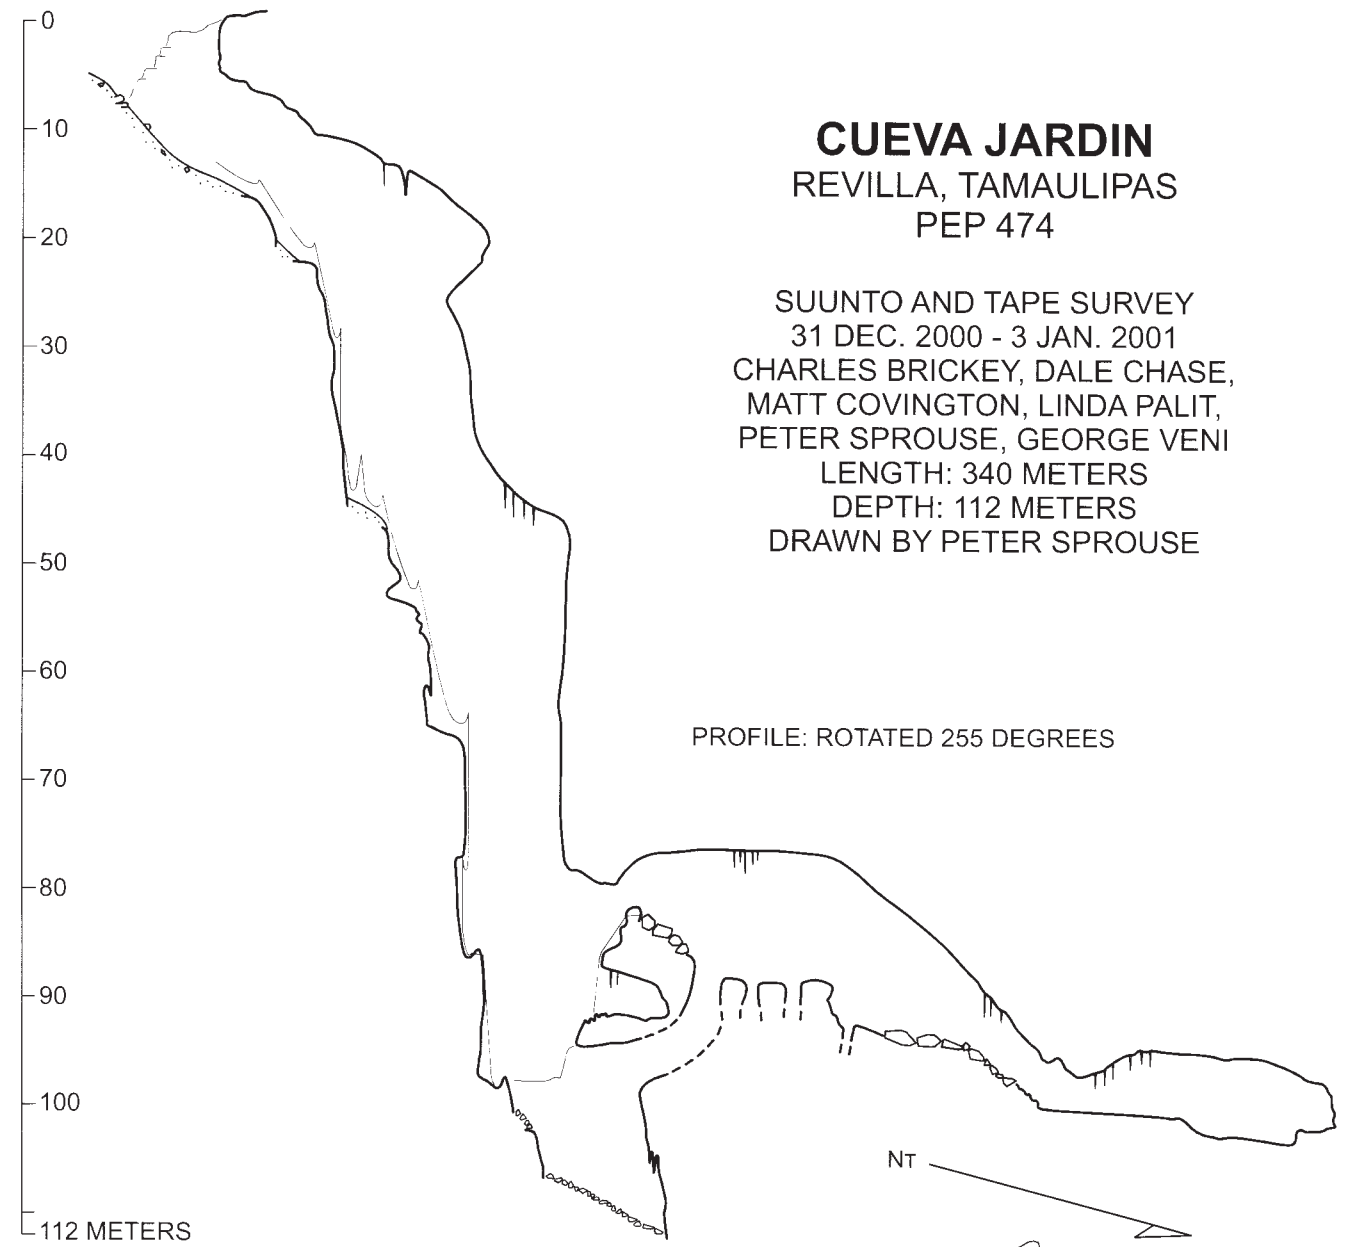 0
10
20
30
40
50
60
70
80
90
100
112 METERS
CUEVA JARDIN
REVILLA, TAMAULIPAS
PEP 474
SUUNTO AND TAPE SURVEY
31 DEC. 2000 - 3 JAN. 2001
CHARLES BRICKEY, DALE CHASE,
MATT COVINGTON, LINDA PALIT,
PETER SPROUSE, GEORGE VENI
LENGTH: 340 METERS
DEPTH: 112 METERS
DRAWN BY PETER SPROUSE
PROFILE: ROTATED 255 DEGREES
NT